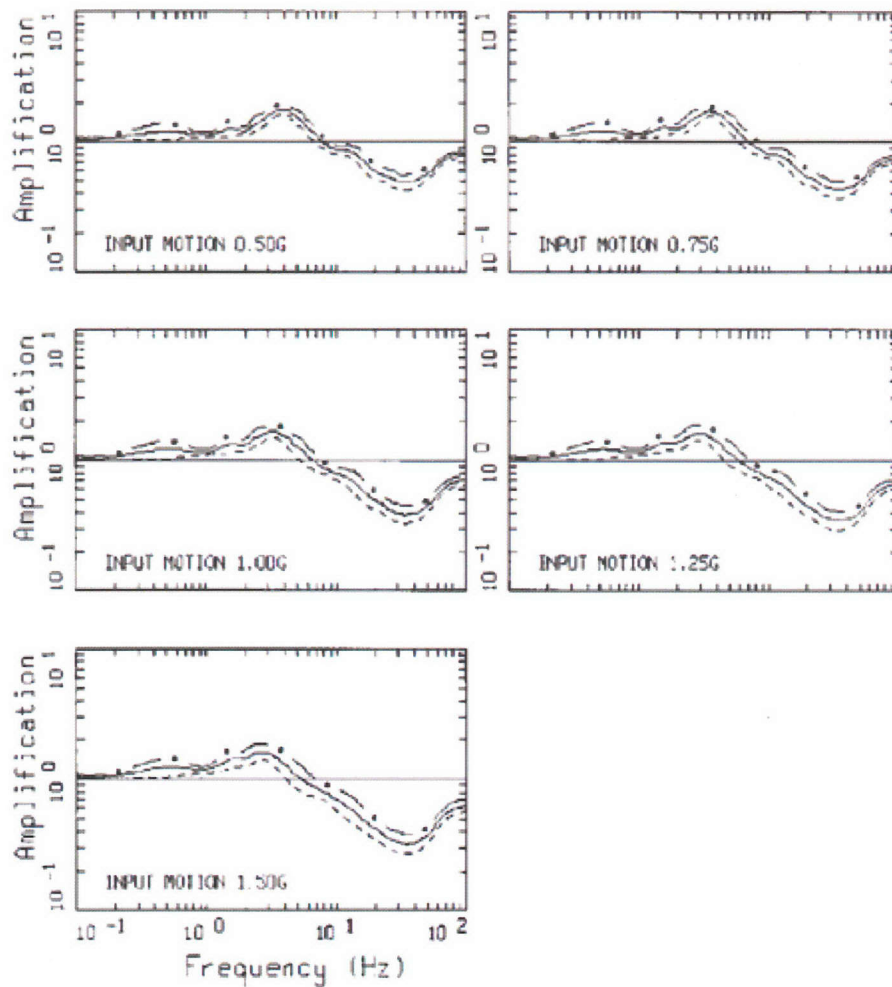 Amplification
10^1
10^0
10^-1
INPUT MOTION 0.50G
10^1
10^0
10^-1
INPUT MOTION 0.75G
Amplification
10^1
10^0
10^-1
INPUT MOTION 1.00G
10^1
10^0
10^-1
INPUT MOTION 1.25G
Amplification
10^1
10^0
10^-1
INPUT MOTION 1.50G
10^-1 10^0 10^1 10^2
Frequency (Hz)